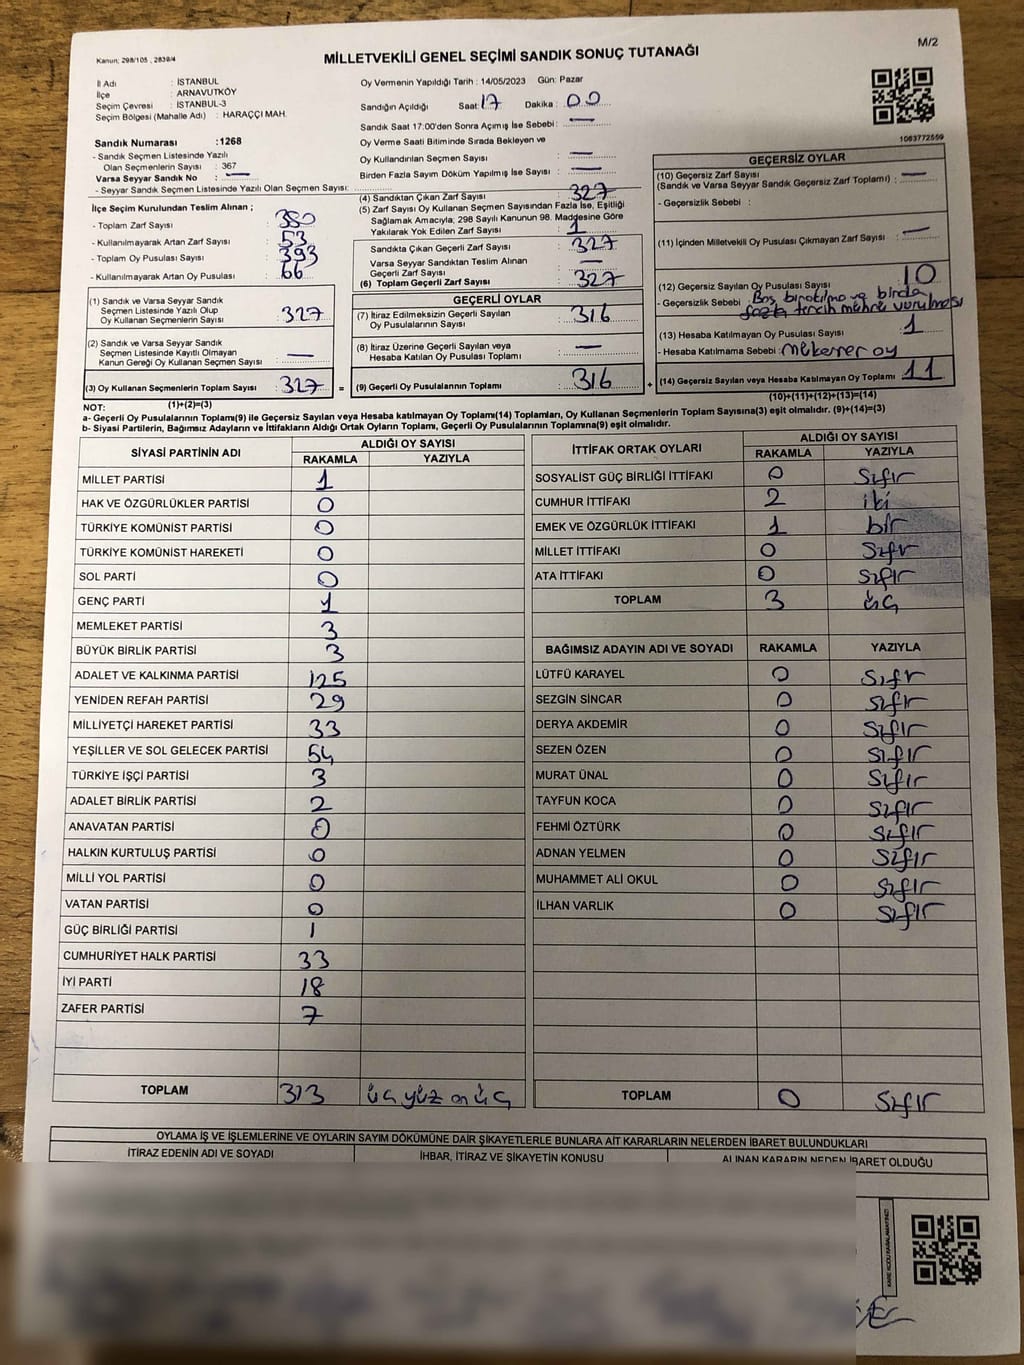 Kanun; 298/105 , 2839/4
MİLLETVEKİLİ GENEL SEÇİMİ SANDIK SONUÇ TUTANAĞI
M/2
İl Adı : İSTANBUL
İlçe : ARNAVUTKÖY
Seçim Çevresi : İSTANBUL-3
Seçim Bölgesi (Mahalle Adı) : HARAÇÇI MAH.
Oy Vermenin Yapıldığı Tarih : 14/05/2023 Gün: Pazar
Sandığın Açıldığı Saat : 17 Dakika : 00
Sandık Saat 17:00'den Sonra Açımış İse Sebebi : —
Oy Verme Saati Bitiminde Sırada Bekleyen ve
Oy Kullandırılan Seçmen Sayısı : —
Birden Fazla Sayım Döküm Yapılmış İse Sayısı : —
1063772559
Sandık Numarası :1268
- Sandık Seçmen Listesinde Yazılı
Olan Seçmenlerin Sayısı : 367
Varsa Seyyar Sandık No : —
- Seyyar Sandık Seçmen Listesinde Yazılı Olan Seçmen Sayısı:
İlçe Seçim Kurulundan Teslim Alınan ;
- Toplam Zarf Sayısı : 380
- Kullanılmayarak Artan Zarf Sayısı : 53
- Toplam Oy Pusulası Sayısı : 393
- Kullanılmayarak Artan Oy Pusulası : 66
(1) Sandık ve Varsa Seyyar Sandık
Seçmen Listesinde Yazılı Olup
Oy Kullanan Seçmenlerin Sayısı : 327
(2) Sandık ve Varsa Seyyar Sandık
Seçmen Listesinde Kayıtlı Olmayan
Kanun Gereği Oy Kullanan Seçmen Sayısı : —
(3) Oy Kullanan Seçmenlerin Toplam Sayısı : 327
(1)+(2)=(3)
(4) Sandıktan Çıkan Zarf Sayısı : 327
(5) Zarf Sayısı Oy Kullanan Seçmen Sayısından Fazla İse, Eşitliği
Sağlamak Amacıyla, 298 Sayılı Kanunun 98. Maddesine Göre
Yakılarak Yok Edilen Zarf Sayısı : 1
Sandıkta Çıkan Geçerli Zarf Sayısı : 327
Varsa Seyyar Sandıktan Teslim Alınan
Geçerli Zarf Sayısı : —
(6) Toplam Geçerli Zarf Sayısı : 327
GEÇERLİ OYLAR
(7) İtiraz Edilmeksizin Geçerli Sayılan
Oy Pusulalarının Sayısı : 316
(8) İtiraz Üzerine Geçerli Sayılan veya
Hesaba Katılan Oy Pusulası Toplamı : —
= (9) Geçerli Oy Pusulalarının Toplamı : 316
GEÇERSİZ OYLAR
(10) Geçersiz Zarf Sayısı : —
(Sandık ve Varsa Seyyar Sandık Geçersiz Zarf Toplamı)
- Geçersizlik Sebebi :
(11) İçinden Milletvekili Oy Pusulası Çıkmayan Zarf Sayısı : —
(12) Geçersiz Sayılan Oy Pusulası Sayısı : 10
- Geçersizlik Sebebi : Boş bırakılma ve birden
fazla tercih mührü vurulması
(13) Hesaba Katılmayan Oy Pusulası Sayısı : 1
- Hesaba Katılmama Sebebi : Mükerrer oy
+ (14) Geçersiz Sayılan veya Hesaba Katılmayan Oy Toplamı : 11
(10)+(11)+(12)+(13)=(14)
NOT:
a- Geçerli Oy Pusulalarının Toplamı(9) ile Geçersiz Sayılan veya Hesaba katılmayan Oy Toplam(14) Toplamları, Oy Kullanan Seçmenlerin Toplam Sayısına(3) eşit olmalıdır. (9)+(14)=(3)
b- Siyasi Partilerin, Bağımsız Adayların ve İttifakların Aldığı Ortak Oyların Toplamı, Geçerli Oy Pusulalarının Toplamına(9) eşit olmalıdır.
SİYASİ PARTİNİN ADI ALDIĞI OY SAYISI
RAKAMLA YAZIYLA
MİLLET PARTİSİ 1
HAK VE ÖZGÜRLÜKLER PARTİSİ 0
TÜRKİYE KOMÜNİST PARTİSİ 0
TÜRKİYE KOMÜNİST HAREKETİ 0
SOL PARTİ 0
GENÇ PARTİ 1
MEMLEKET PARTİSİ 3
BÜYÜK BİRLİK PARTİSİ 3
ADALET VE KALKINMA PARTİSİ 125
YENİDEN REFAH PARTİSİ 29
MİLLİYETÇİ HAREKET PARTİSİ 33
YEŞİLLER VE SOL GELECEK PARTİSİ 54
TÜRKİYE İŞÇİ PARTİSİ 3
ADALET BİRLİK PARTİSİ 2
ANAVATAN PARTİSİ 0
HALKIN KURTULUŞ PARTİSİ 0
MİLLİ YOL PARTİSİ 0
VATAN PARTİSİ 0
GÜÇ BİRLİĞİ PARTİSİ 1
CUMHURİYET HALK PARTİSİ 33
İYİ PARTİ 18
ZAFER PARTİSİ 7
TOPLAM 313 üç yüz on üç
İTTİFAK ORTAK OYLARI ALDIĞI OY SAYISI
RAKAMLA YAZIYLA
SOSYALİST GÜÇ BİRLİĞİ İTTİFAKI 0 Sıfır
CUMHUR İTTİFAKI 2 iki
EMEK VE ÖZGÜRLÜK İTTİFAKI 1 bir
MİLLET İTTİFAKI 0 Sıfır
ATA İTTİFAKI 0 Sıfır
TOPLAM 3 üç
BAĞIMSIZ ADAYIN ADI VE SOYADI RAKAMLA YAZIYLA
LÜTFÜ KARAYEL 0 Sıfır
SEZGİN SİNCAR 0 Sıfır
DERYA AKDEMİR 0 Sıfır
SEZEN ÖZEN 0 Sıfır
MURAT ÜNAL 0 Sıfır
TAYFUN KOCA 0 Sıfır
FEHMİ ÖZTÜRK 0 Sıfır
ADNAN YELMEN 0 Sıfır
MUHAMMET ALİ OKUL 0 Sıfır
İLHAN VARLIK 0 Sıfır
TOPLAM 0 Sıfır
OYLAMA İŞ VE İŞLEMLERİNE VE OYLARIN SAYIM DÖKÜMÜNE DAİR ŞİKAYETLERLE BUNLARA AİT KARARLARIN NELERDEN İBARET BULUNDUKLARI
İTİRAZ EDENİN ADI VE SOYADI İHBAR, İTİRAZ VE ŞİKAYETİN KONUSU ALINAN KARARIN NEDEN İBARET OLDUĞU
KARE KODU KARALAMAYINIZ!